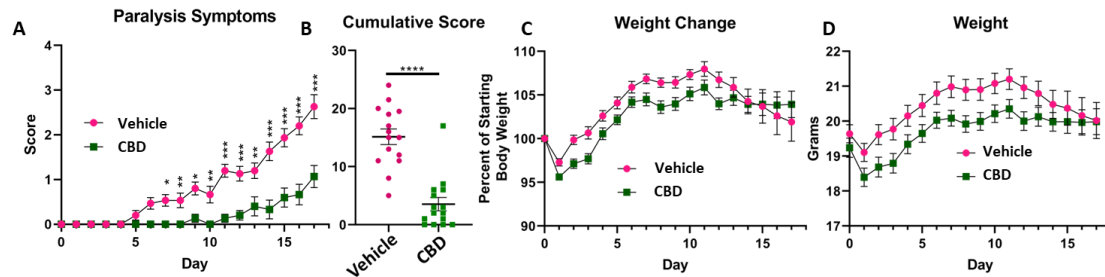 A
Paralysis Symptoms
Score
4
3
2
1
0
Vehicle
CBD
* ** * ** *** *** ** *** *** *** ***
0 5 10 15
Day
B
Cumulative Score
30
20
10
0
****
Vehicle
CBD
C
Weight Change
Percent of Starting
Body Weight
110
105
100
95
90
Vehicle
CBD
0 5 10 15
Day
D
Weight
Grams
22
21
20
19
18
17
Vehicle
CBD
0 5 10 15
Day